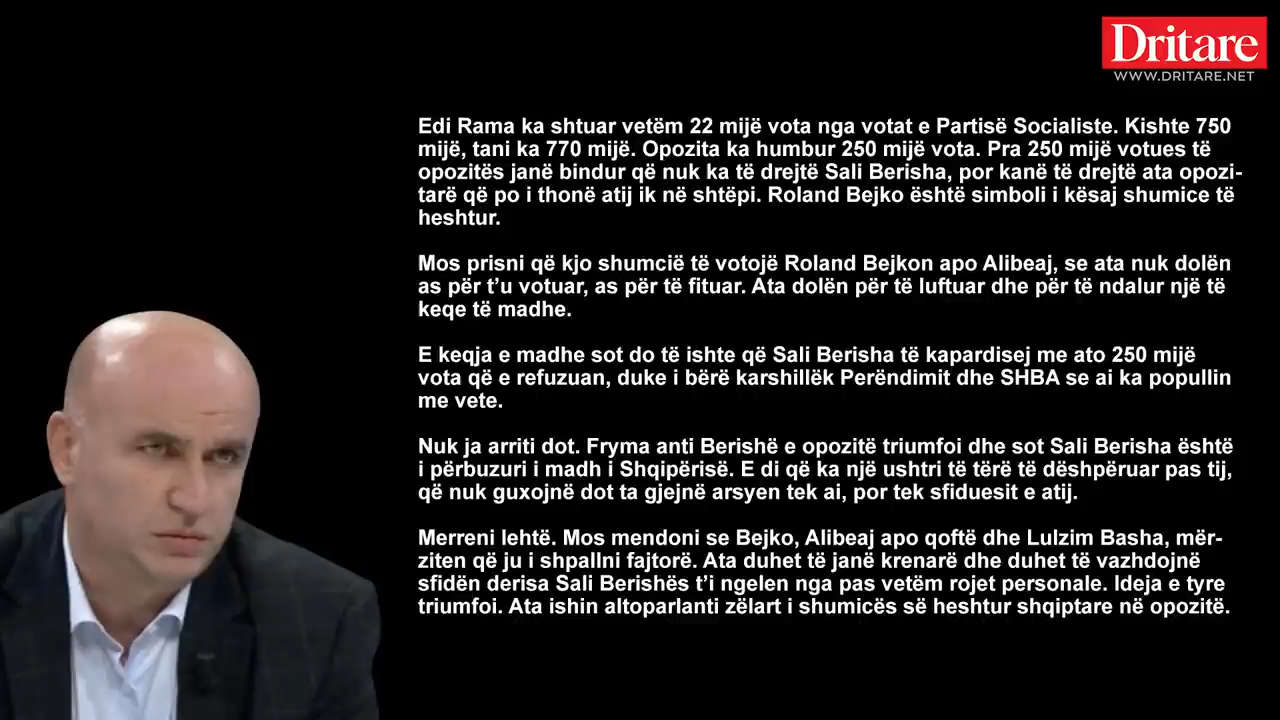 Dritare
WWW.DRITARE.NET
Edi Rama ka shtuar vetëm 22 mijë vota nga votat e Partisë Socialiste. Kishte 750
mijë, tani ka 770 mijë. Opozita ka humbur 250 mijë vota. Pra 250 mijë votues të
opozitës janë bindur që nuk ka të drejtë Sali Berisha, por kanë të drejtë ata opozi-
tarë që po i thonë atij ik në shtëpi. Roland Bejko është simboli i kësaj shumice të
heshtur.
Mos prisni që kjo shumcië të votojë Roland Bejkon apo Alibeaj, se ata nuk dolën
as për t’u votuar, as për të fituar. Ata dolën për të luftuar dhe për të ndalur një të
keqe të madhe.
E keqja e madhe sot do të ishte që Sali Berisha të kapardisej me ato 250 mijë
vota që e refuzuan, duke i bërë karshillëk Perëndimit dhe SHBA se ai ka popullin
me vete.
Nuk ja arriti dot. Fryma anti Berishë e opozitë triumfoi dhe sot Sali Berisha është
i përbuzuri i madh i Shqipërisë. E di që ka një ushtri të tërë të dëshpëruar pas tij,
që nuk guxojnë dot ta gjejnë arsyen tek ai, por tek sfiduesit e atij.
Merreni lehtë. Mos mendoni se Bejko, Alibeaj apo qoftë dhe Lulzim Basha, mër-
ziten që ju i shpallni fajtorë. Ata duhet të janë krenarë dhe duhet të vazhdojnë
sfidën derisa Sali Berishës t’i ngelen nga pas vetëm rojet personale. Ideja e tyre
triumfoi. Ata ishin altoparlanti zëlart i shumicës së heshtur shqiptare në opozitë.